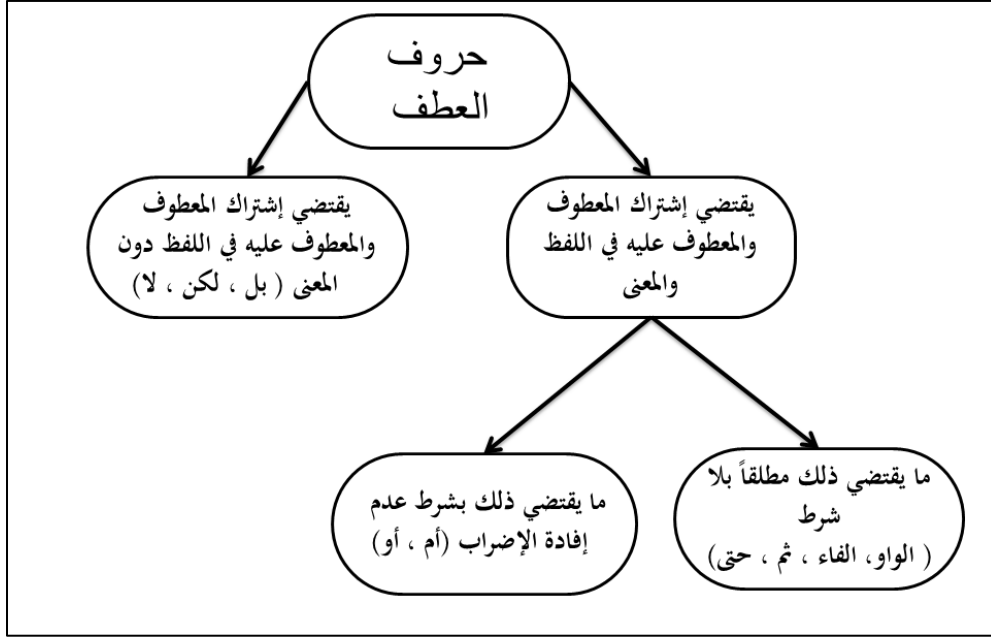 حروف
العطف
يقتضي إشتراك المعطوف
والمعطوف عليه في اللفظ
والمعنى
يقتضي إشتراك المعطوف
والمعطوف عليه في اللفظ دون
المعنى ( بل ، لكن ، لا)
ما يقتضي ذلك مطلقاً بلا
شرط
( الواو، الفاء ، ثم ، حتى)
ما يقتضي ذلك بشرط عدم
إفادة الإضراب (أم ، أو)